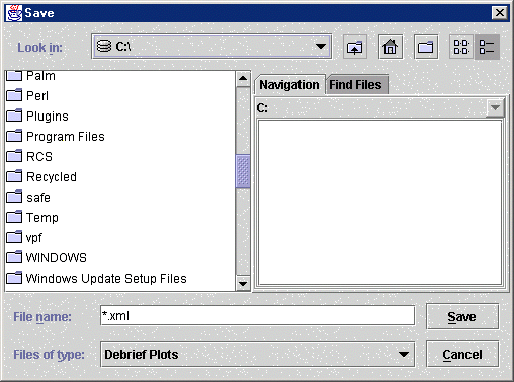 Save
Look in: C:\
Palm
Perl
Plugins
Program Files
RCS
Recycled
safe
Temp
vpf
WINDOWS
Windows Update Setup Files
Navigation Find Files
C:
File name: *.xml Save
Files of type: Debrief Plots Cancel